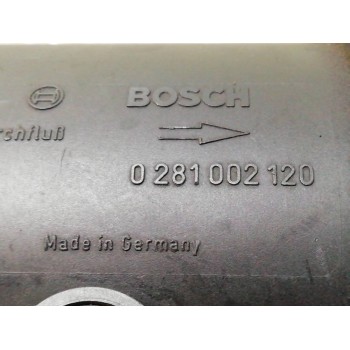 BOSCH
rchfluß
0 281 002 120
Made in Germany